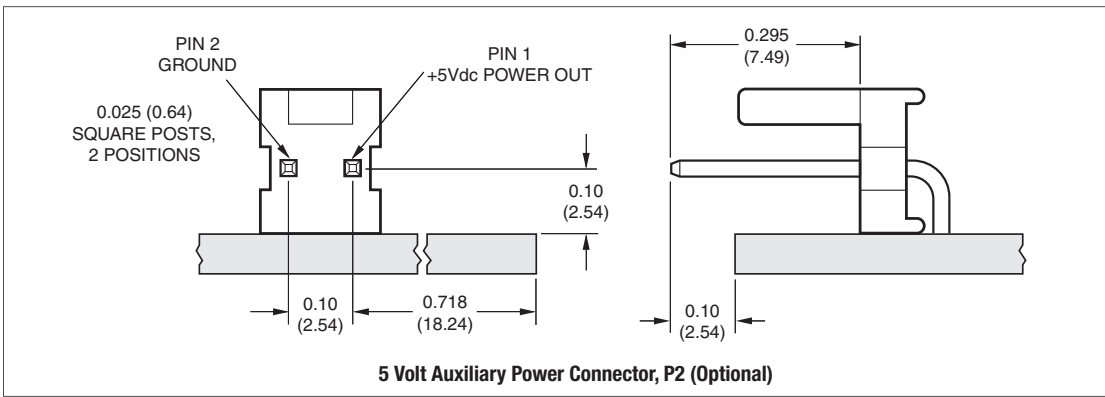 PIN 2
GROUND
PIN 1
+5Vdc POWER OUT
0.025 (0.64)
SQUARE POSTS,
2 POSITIONS
0.10
(2.54)
0.10
(2.54)
0.718
(18.24)
0.295
(7.49)
0.10
(2.54)
5 Volt Auxiliary Power Connector, P2 (Optional)